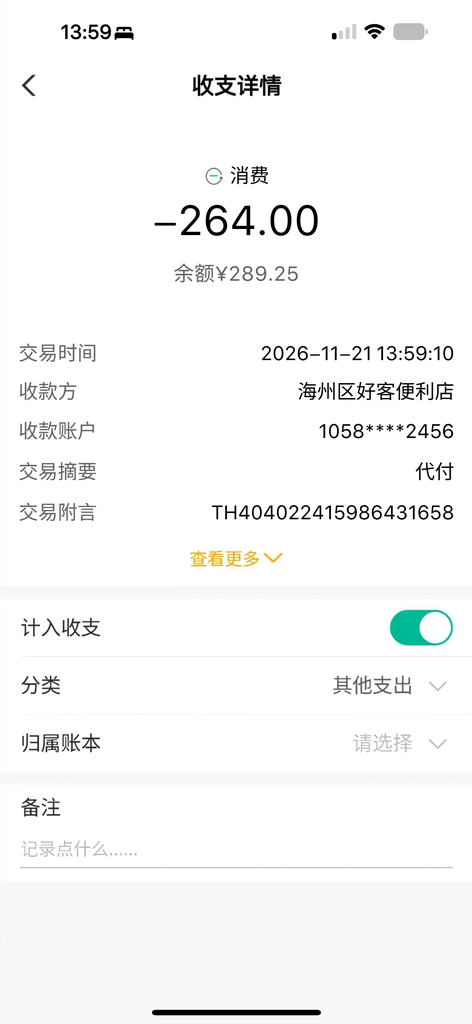 13:59
收支详情
消费
-264.00
余额¥289.25
交易时间 2026-11-21 13:59:10
收款方 海州区好客便利店
收款账户 1058****2456
交易摘要 代付
交易附言 TH404022415986431658
查看更多
计入收支
分类 其他支出
归属账本 请选择
备注
记录点什么......